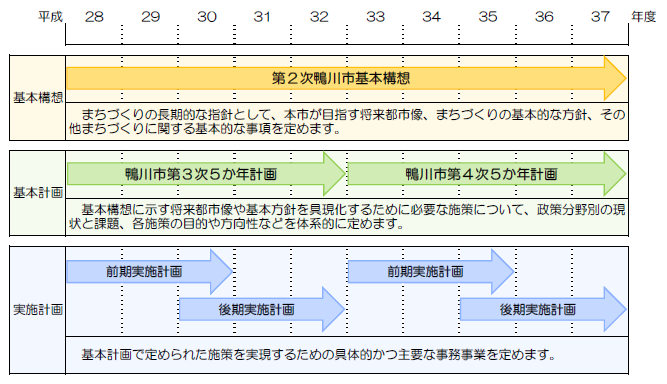 平成 28 29 30 31 32 33 34 35 36 37 年度
基本構想
第2次鴨川市基本構想
まちづくりの長期的な指針として、本市が目指す将来都市像、まちづくりの基本的な方針、その
他まちづくりに関する基本的な事項を定めます。
基本計画
鴨川市第3次5か年計画 鴨川市第4次5か年計画
基本構想に示す将来都市像や基本方針を具現化するために必要な施策について、政策分野別の現
状と課題、各施策の目的や方向性などを体系的に定めます。
実施計画
前期実施計画 前期実施計画
後期実施計画 後期実施計画
基本計画で定められた施策を実現するための具体的かつ主要な事務事業を定めます。